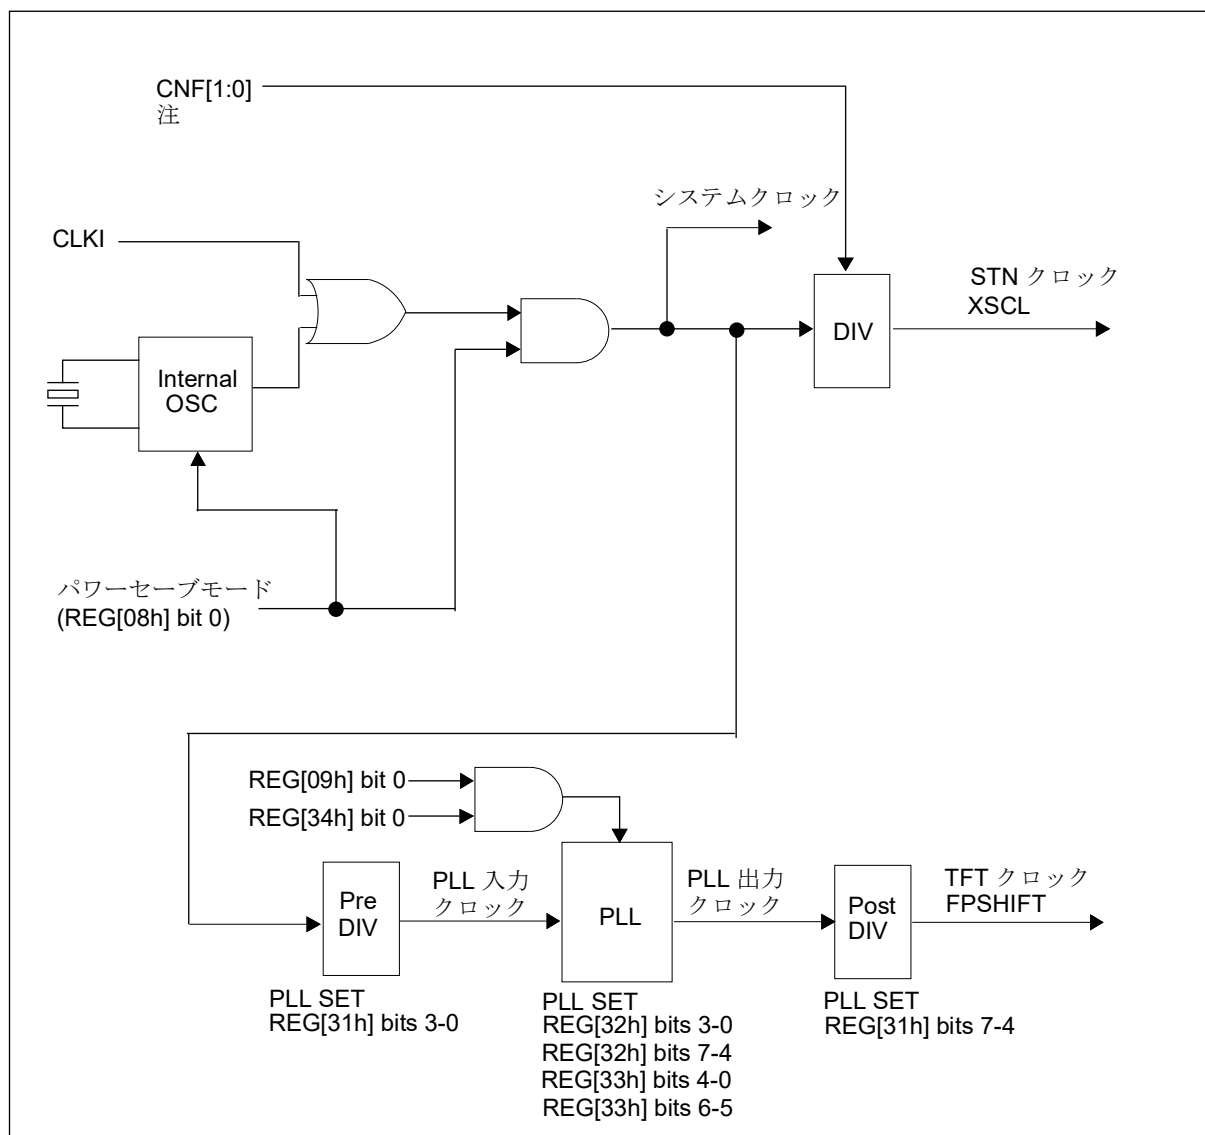 CNF[1:0]
注
システムクロック
CLKI
STN クロック
XSCL
DIV
Internal
OSC
パワーセーブモード
(REG[08h] bit 0)
REG[09h] bit 0
REG[34h] bit 0
Pre
DIV
PLL 入力
クロック
PLL
PLL 出力
クロック
Post
DIV
TFT クロック
FPSHIFT
PLL SET
REG[31h] bits 3-0
PLL SET
REG[32h] bits 3-0
REG[32h] bits 7-4
REG[33h] bits 4-0
REG[33h] bits 6-5
PLL SET
REG[31h] bits 7-4